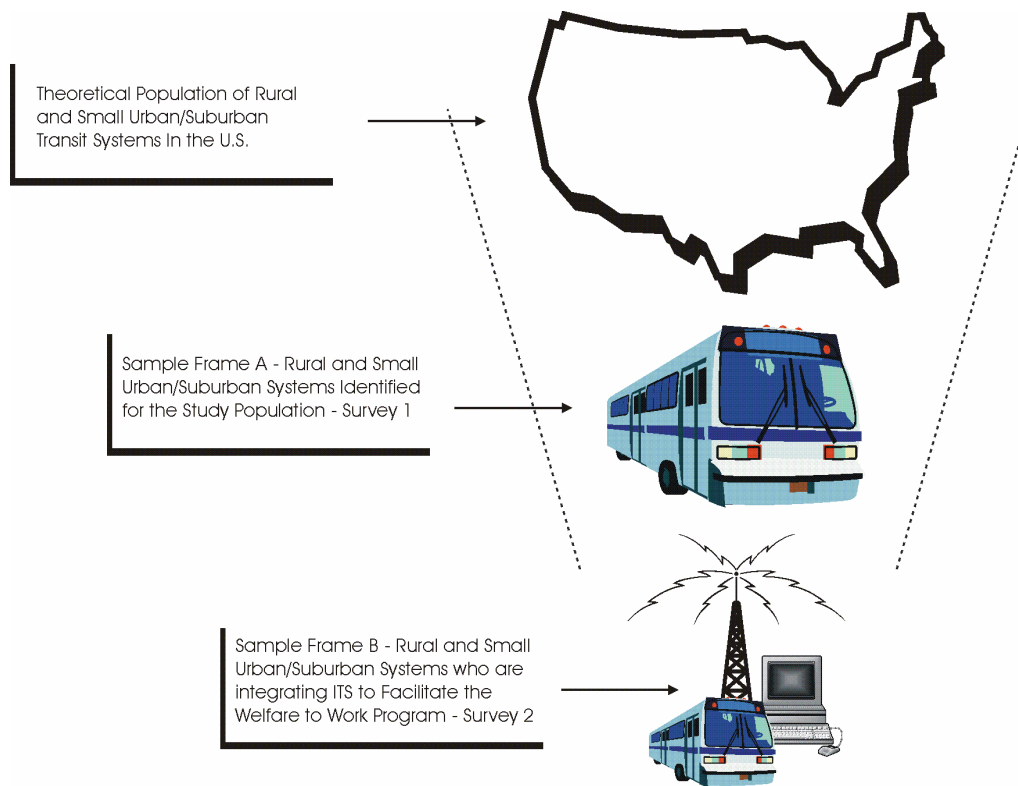 Theoretical Population of Rural
and Small Urban/Suburban
Transit Systems In the U.S.
Sample Frame A - Rural and Small
Urban/Suburban Systems Identified
for the Study Population - Survey 1
Sample Frame B - Rural and Small
Urban/Suburban Systems who are
integrating ITS to Facilitate the
Welfare to Work Program - Survey 2